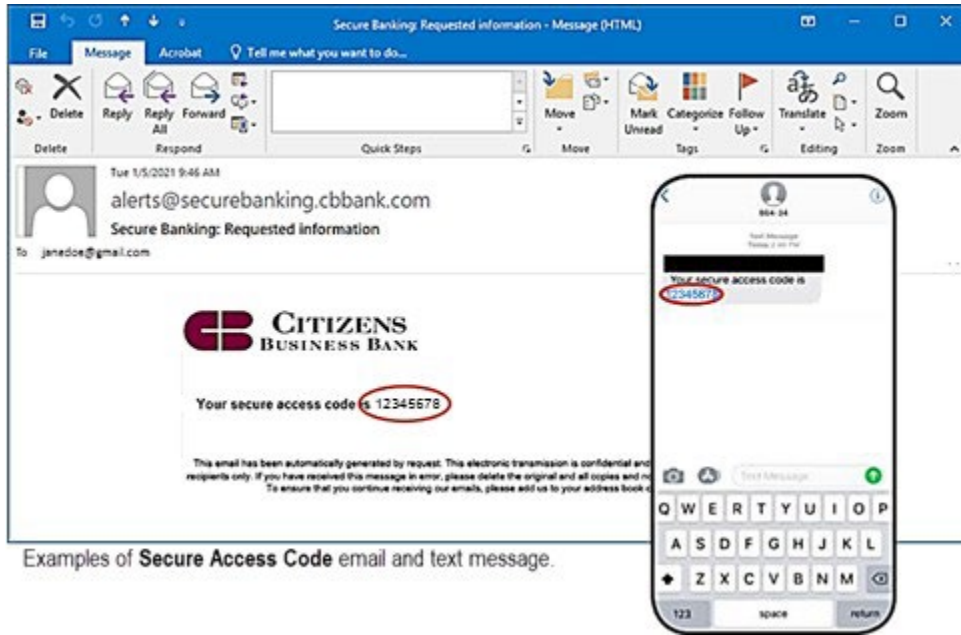 Secure Banking: Requested information - Message (HTML)
File Message Acrobat Tell me what you want to do...
Delete Reply Reply All Forward Move Mark Unread Categorize Follow Up Translate Zoom
Delete Respond Quick Steps Move Tags Editing Zoom
Tue 1/5/2021 9:46 AM
alerts@securebanking.cbbank.com
Secure Banking: Requested information
To janedoe@gmail.com
CB CITIZENS
BUSINESS BANK
Your secure access code is 12345678
This email has been automatically generated by request. This electronic transmission is confidential and
recipients only. If you have received this message in error, please delete the original and all copies and
To ensure that you continue receiving our emails, please add us to your address book
Text Message
Your secure access code is
12345678
Text Message
Q W E R T Y U I O P
A S D F G H J K L
Z X C V B N M
123 space return
Examples of Secure Access Code email and text message.